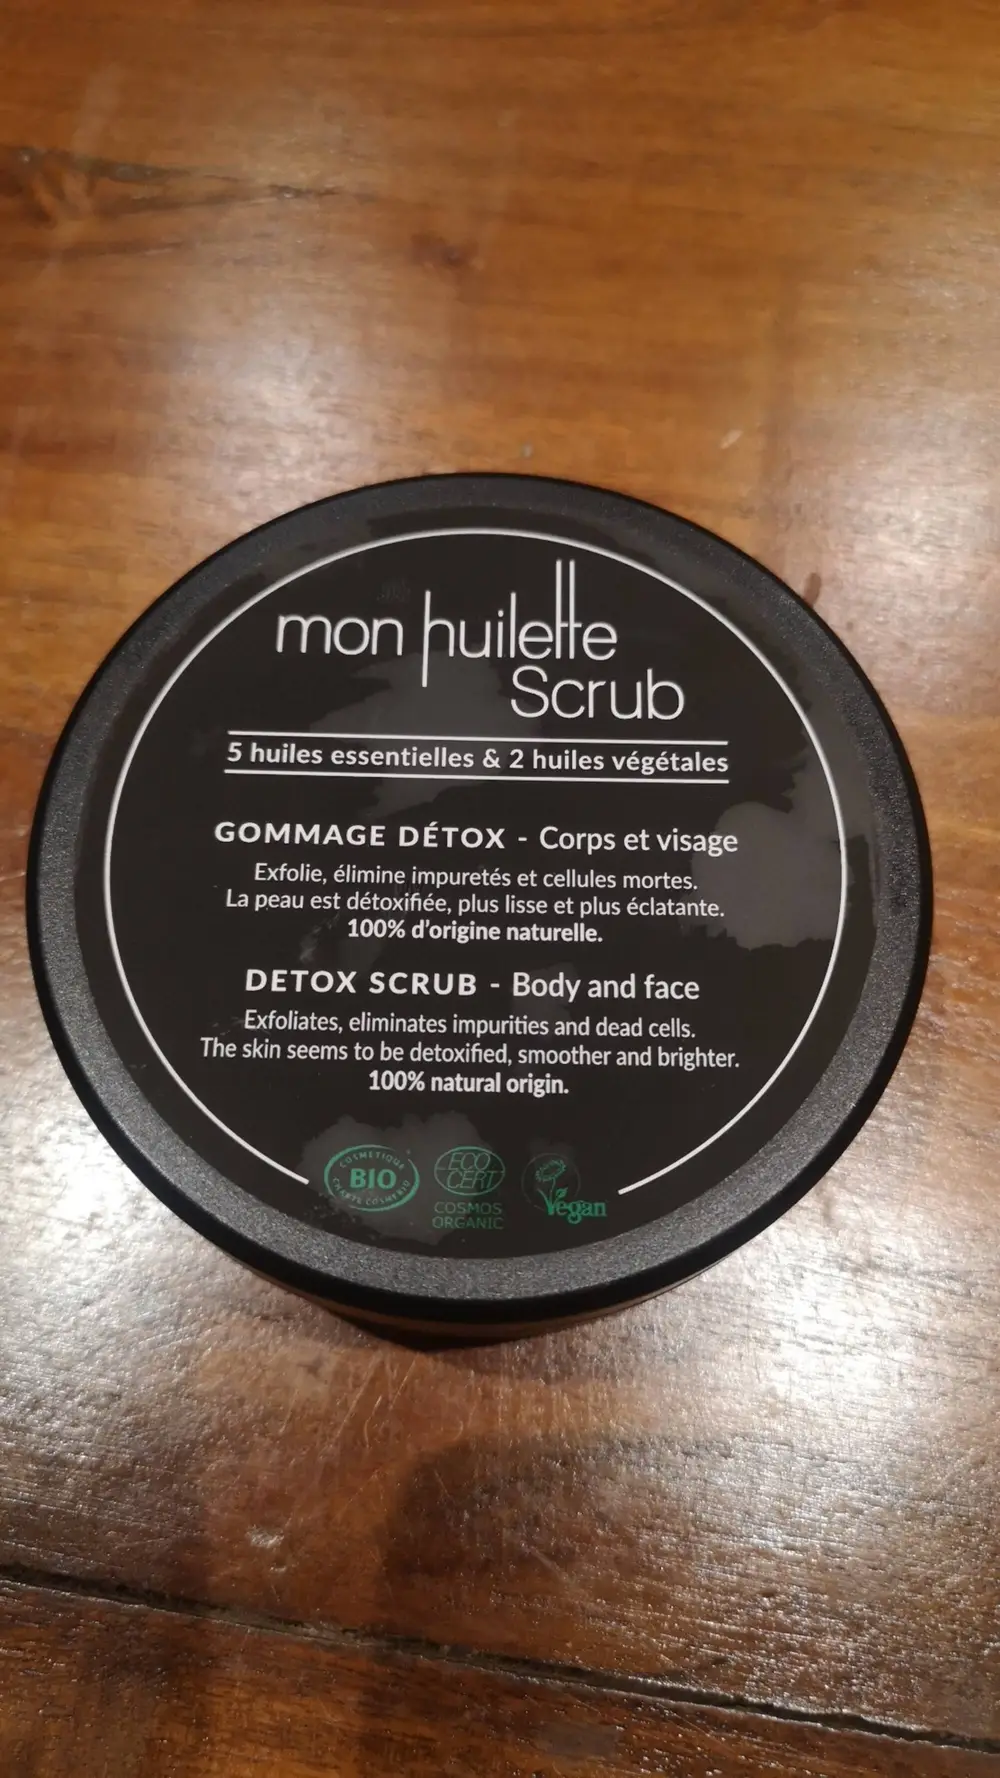 mon huilette
Scrub
5 huiles essentielles & 2 huiles végétales
GOMMAGE DÉTOX - Corps et visage
Exfolie, élimine impuretés et cellules mortes.
La peau est détoxifiée, plus lisse et plus éclatante.
100% d'origine naturelle.
DETOX SCRUB - Body and face
Exfoliates, eliminates impurities and dead cells.
The skin seems to be detoxified, smoother and brighter.
100% natural origin.
COSMETIQUE
BIO
CHARTE COSMEBIO
ECO
CERT
COSMOS
ORGANIC
Vegan